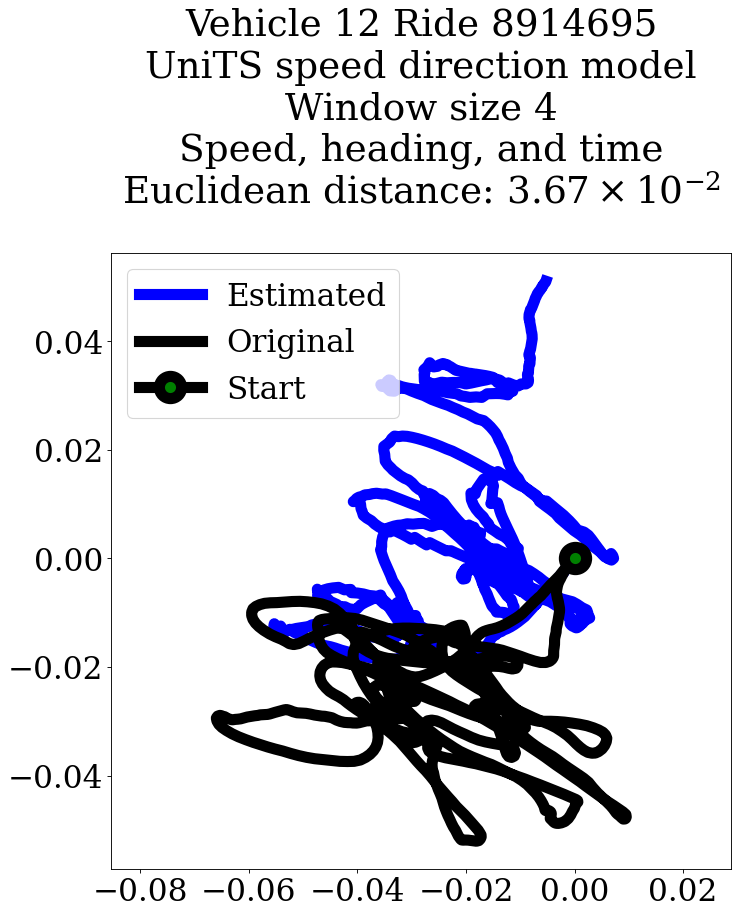 Vehicle 12 Ride 8914695
UniTS speed direction model
Window size 4
Speed, heading, and time
Euclidean distance: 3.67 × 10⁻²
Estimated
Original
Start
0.04
0.02
0.00
−0.02
−0.04
−0.08 −0.06 −0.04 −0.02 0.00 0.02